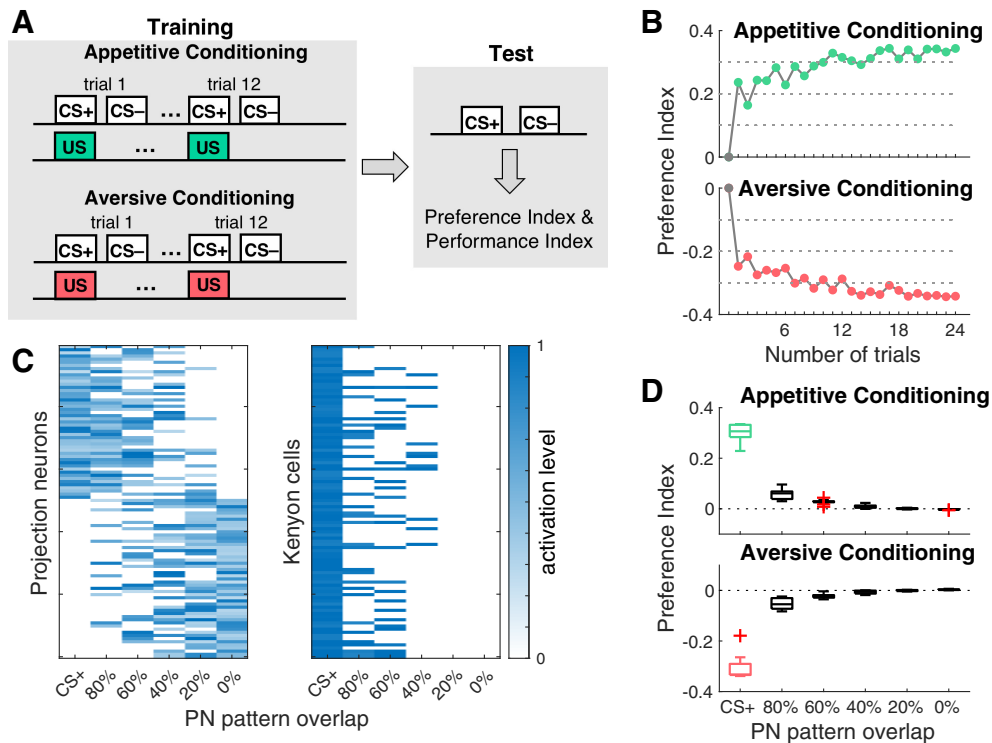 A
Training
Appetitive Conditioning
trial 1 trial 12
CS+ CS– ... CS+ CS–
US ... US
Aversive Conditioning
trial 1 trial 12
CS+ CS– ... CS+ CS–
US ... US
Test
CS+ CS–
Preference Index &
Performance Index
B
Appetitive Conditioning
0.4
0.2
0
Aversive Conditioning
0
-0.2
-0.4
Preference Index
6 12 18 24
Number of trials
C
Projection neurons
CS+ 80% 60% 40% 20% 0%
Kenyon cells
CS+ 80% 60% 40% 20% 0%
PN pattern overlap
1
0
activation level
D
Appetitive Conditioning
0.4
0.2
0
Aversive Conditioning
0
-0.2
-0.4
Preference Index
CS+ 80% 60% 40% 20% 0%
PN pattern overlap